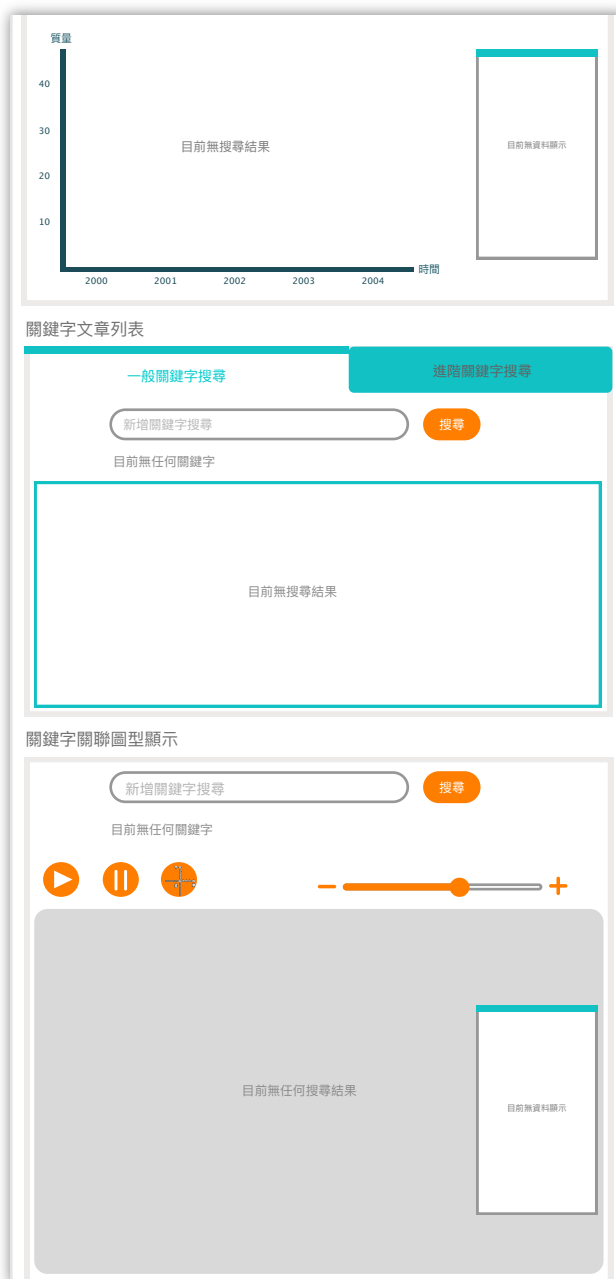 質量
40
30
20
10
目前無搜尋結果
目前無資料顯示
時間
2000 2001 2002 2003 2004
關鍵字文章列表
一般關鍵字搜尋
進階關鍵字搜尋
新增關鍵字搜尋
搜尋
目前無任何關鍵字
目前無搜尋結果
關鍵字關聯圖型顯示
新增關鍵字搜尋
搜尋
目前無任何關鍵字
目前無任何搜尋結果
目前無資料顯示